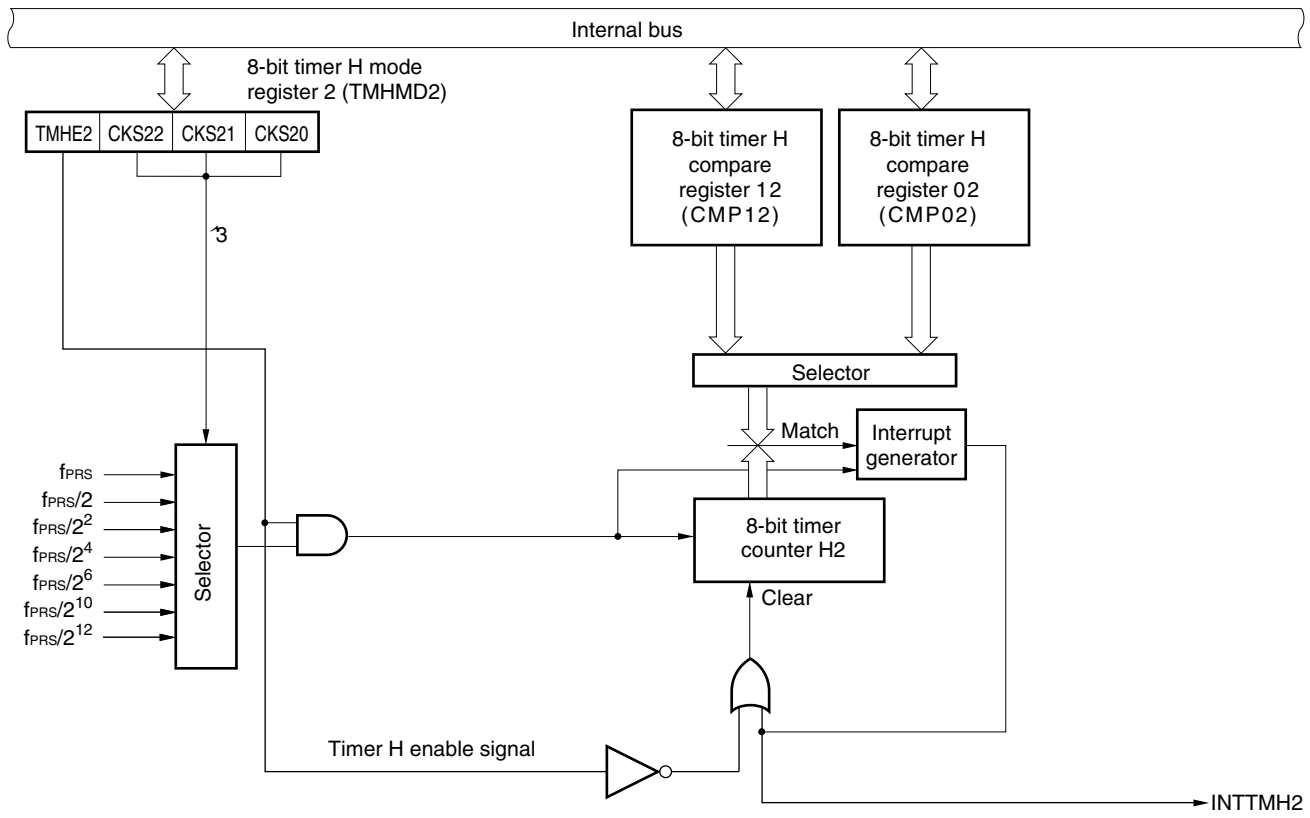 Internal bus
8-bit timer H mode
register 2 (TMHMD2)
TMHE2 CKS22 CKS21 CKS20
8-bit timer H
compare
register 12
(CMP12)
8-bit timer H
compare
register 02
(CMP02)
3
Selector
Match
Interrupt
generator
fPRS
fPRS/2
fPRS/2²
fPRS/2⁴
fPRS/2⁶
fPRS/2¹⁰
fPRS/2¹²
Selector
8-bit timer
counter H2
Clear
Timer H enable signal
INTTMH2